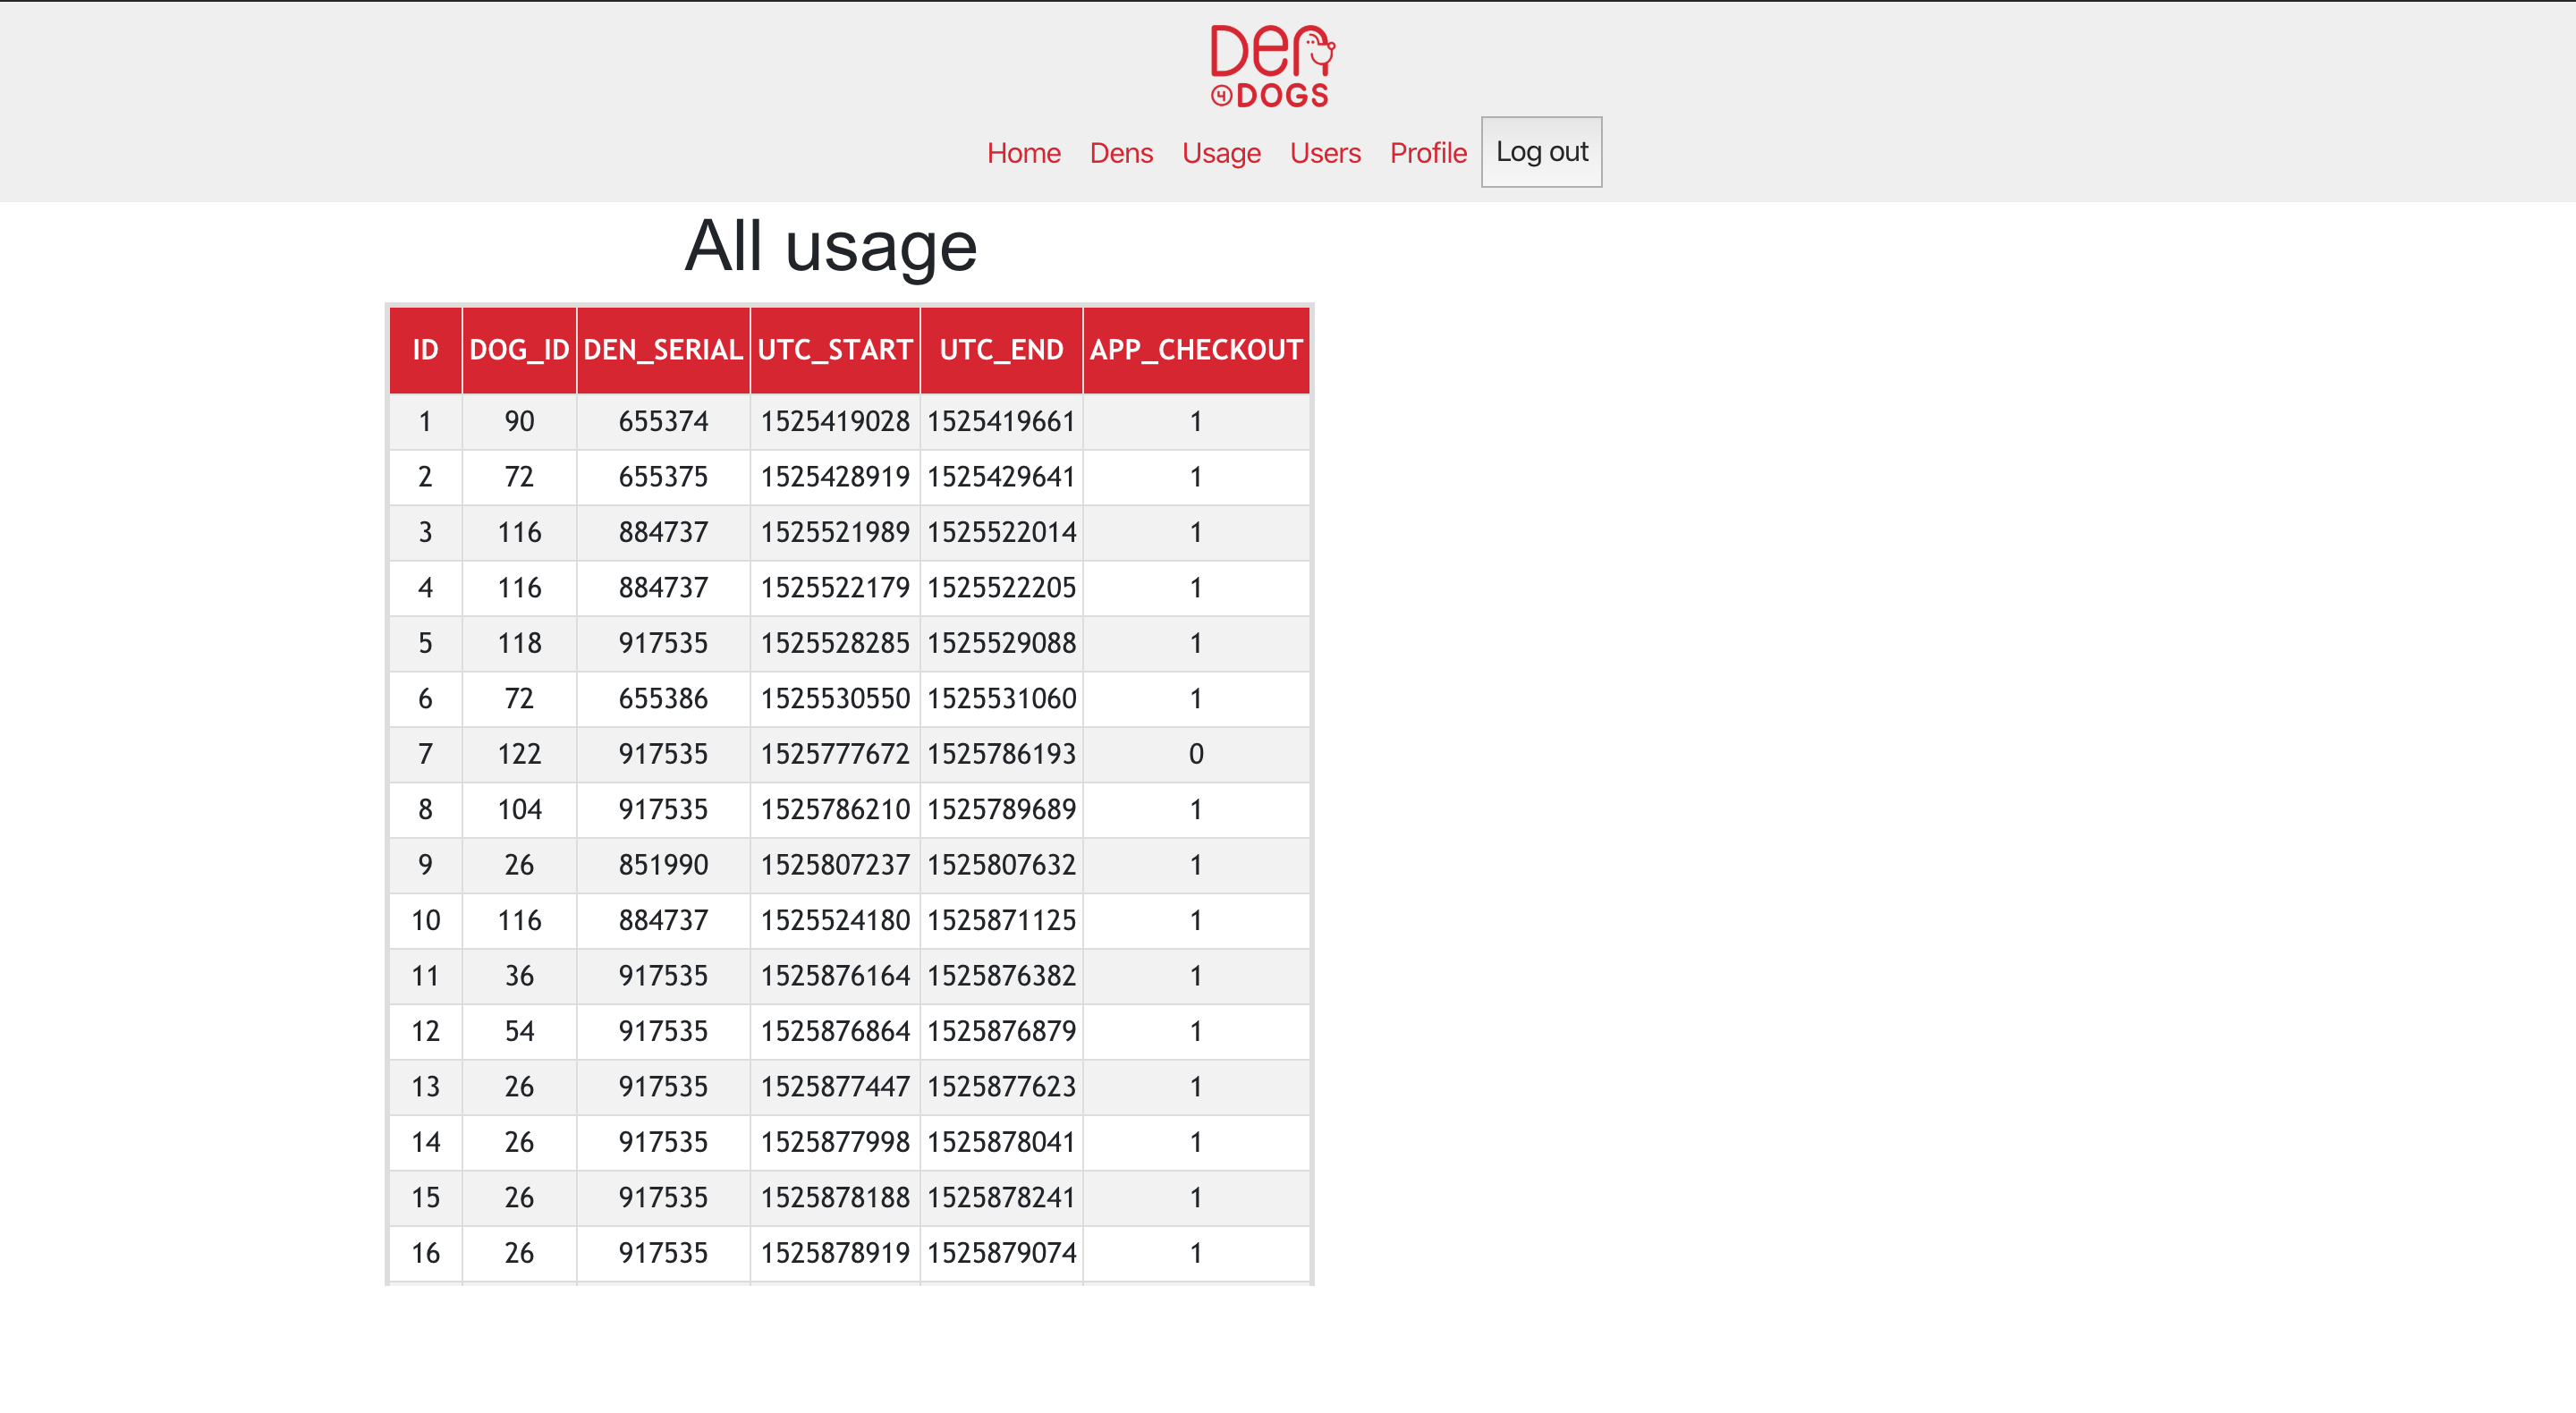 Den
4 DOGS
Home Dens Usage Users Profile Log out
All usage
ID DOG_ID DEN_SERIAL UTC_START UTC_END APP_CHECKOUT
1 90 655374 1525419028 1525419661 1
2 72 655375 1525428919 1525429641 1
3 116 884737 1525521989 1525522014 1
4 116 884737 1525522179 1525522205 1
5 118 917535 1525528285 1525529088 1
6 72 655386 1525530550 1525531060 1
7 122 917535 1525777672 1525786193 0
8 104 917535 1525786210 1525789689 1
9 26 851990 1525807237 1525807632 1
10 116 884737 1525524180 1525871125 1
11 36 917535 1525876164 1525876382 1
12 54 917535 1525876864 1525876879 1
13 26 917535 1525877447 1525877623 1
14 26 917535 1525877998 1525878041 1
15 26 917535 1525878188 1525878241 1
16 26 917535 1525878919 1525879074 1